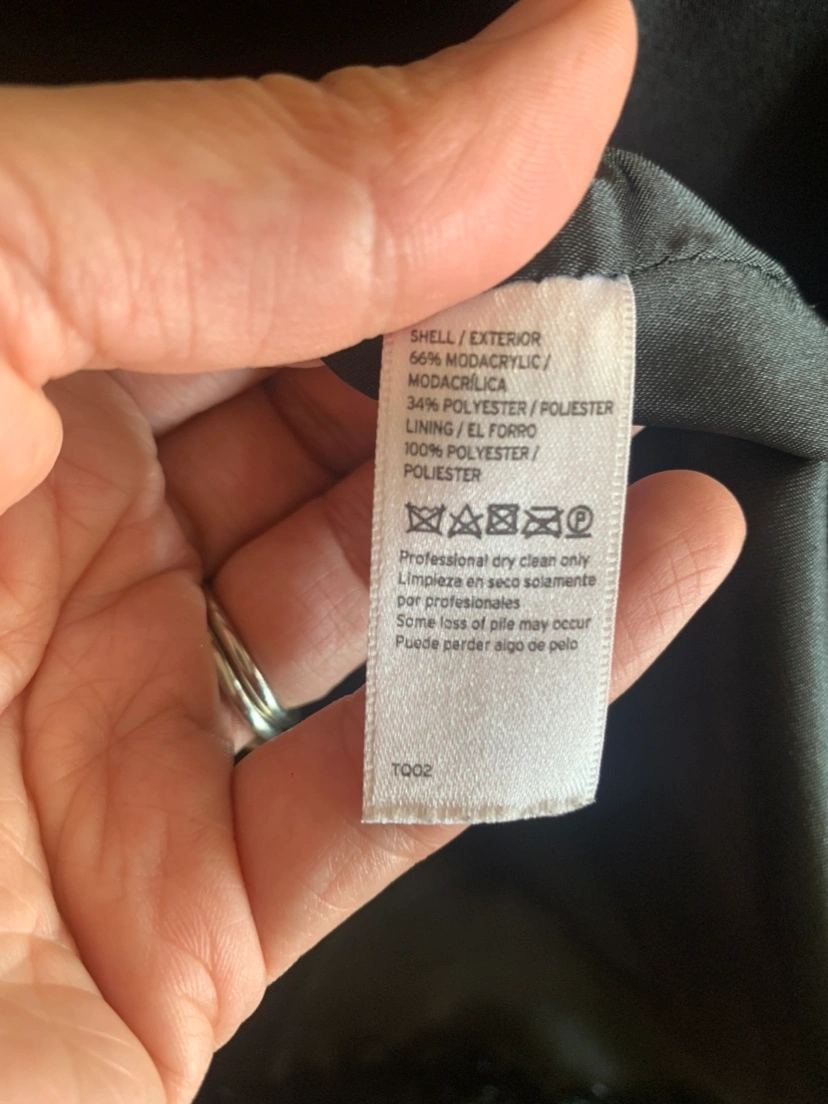 SHELL / EXTERIOR
66% MODACRYLIC /
MODACRÍLICA
34% POLYESTER / POLIESTER
LINING / EL FORRO
100% POLYESTER /
POLIESTER
P
Professional dry clean only
Limpieza en seco solamente
por profesionales
Some loss of pile may occur
Puede perder algo de pelo
TQ02